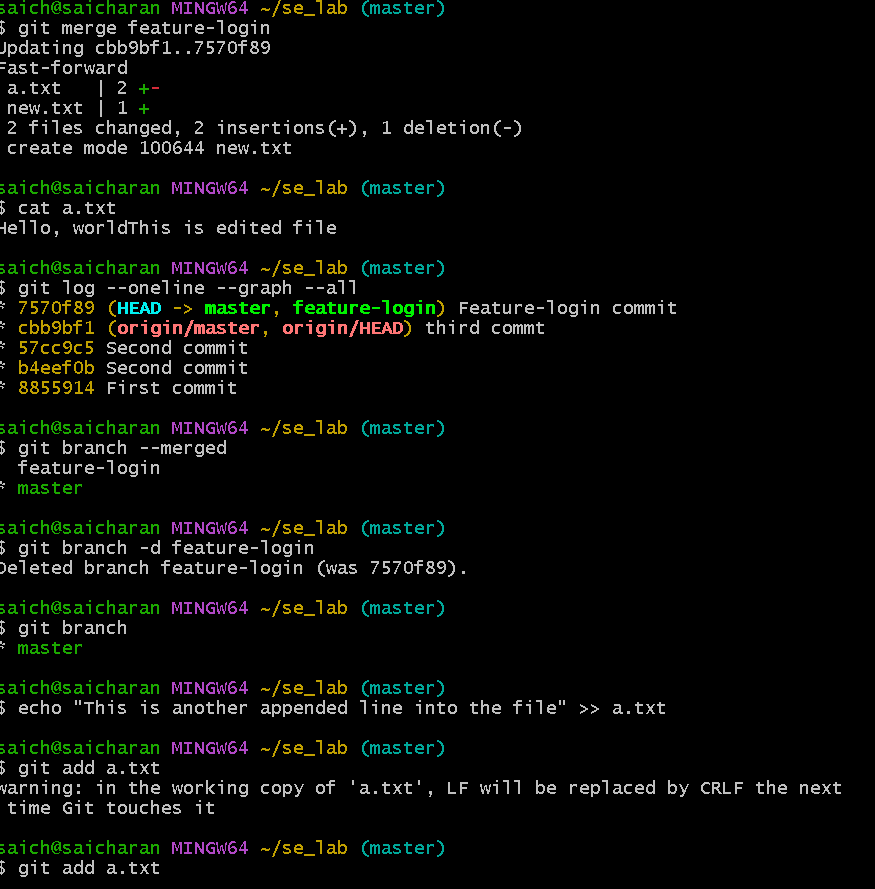 saich@saicharan MINGW64 ~/se_lab (master)
$ git merge feature-login
Updating cbb9bf1..7570f89
Fast-forward
a.txt   | 2 +-
new.txt | 1 +
2 files changed, 2 insertions(+), 1 deletion(-)
create mode 100644 new.txt
saich@saicharan MINGW64 ~/se_lab (master)
$ cat a.txt
Hello, worldThis is edited file
saich@saicharan MINGW64 ~/se_lab (master)
$ git log --oneline --graph --all
* 7570f89 (HEAD -> master, feature-login) Feature-login commit
* cbb9bf1 (origin/master, origin/HEAD) third commt
* 57cc9c5 Second commit
* b4eef0b Second commit
* 8855914 First commit
saich@saicharan MINGW64 ~/se_lab (master)
$ git branch --merged
feature-login
* master
saich@saicharan MINGW64 ~/se_lab (master)
$ git branch -d feature-login
Deleted branch feature-login (was 7570f89).
saich@saicharan MINGW64 ~/se_lab (master)
$ git branch
* master
saich@saicharan MINGW64 ~/se_lab (master)
$ echo "This is another appended line into the file" >> a.txt
saich@saicharan MINGW64 ~/se_lab (master)
$ git add a.txt
warning: in the working copy of 'a.txt', LF will be replaced by CRLF the next
time Git touches it
saich@saicharan MINGW64 ~/se_lab (master)
$ git add a.txt